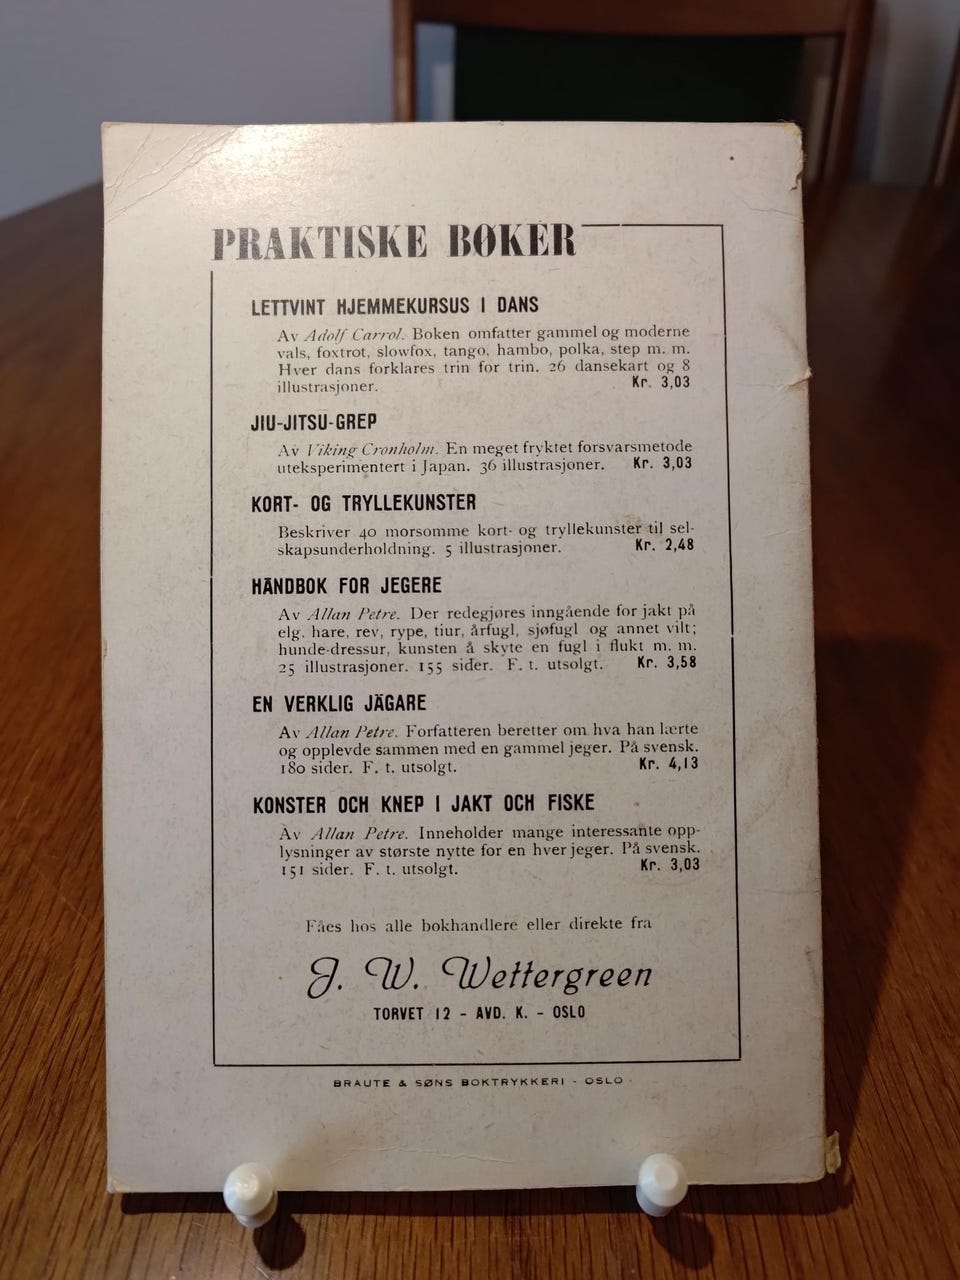 PRAKTISKE BØKER
LETTVINT HJEMMEKURSUS I DANS
Av Adolf Carrol. Boken omfatter gammel og moderne
vals, foxtrot, slowfox, tango, hambo, polka, step m. m.
Hver dans forklares trin for trin. 26 dansekart og 8
illustrasjoner. Kr. 3,03
JIU-JITSU-GREP
Av Viking Cronholm. En meget fryktet forsvarsmetode
uteksperimentert i Japan. 36 illustrasjoner. Kr. 3,03
KORT- OG TRYLLEKUNSTER
Beskriver 40 morsomme kort- og tryllekunster til sel-
skapsunderholdning. 5 illustrasjoner. Kr. 2,48
HÅNDBOK FOR JEGERE
Av Allan Petre. Der redegjøres inngående for jakt på
elg, hare, rev, rype, tiur, årfugl, sjøfugl og annet vilt;
hunde-dressur, kunsten å skyte en fugl i flukt m. m.
25 illustrasjoner. 155 sider. F. t. utsolgt. Kr. 3,58
EN VERKLIG JÄGARE
Av Allan Petre. Forfatteren beretter om hva han lærte
og opplevde sammen med en gammel jeger. På svensk.
180 sider. F. t. utsolgt. Kr. 4,13
KONSTER OCH KNEP I JAKT OCH FISKE
Av Allan Petre. Inneholder mange interessante opp-
lysninger av største nytte for en hver jeger. På svensk.
151 sider. F. t. utsolgt. Kr. 3,03
Fåes hos alle bokhandlere eller direkte fra
J. W. Wettergreen
TORVET 12 - AVD. K. - OSLO
BRAUTE & SØNS BOKTRYKKERI - OSLO